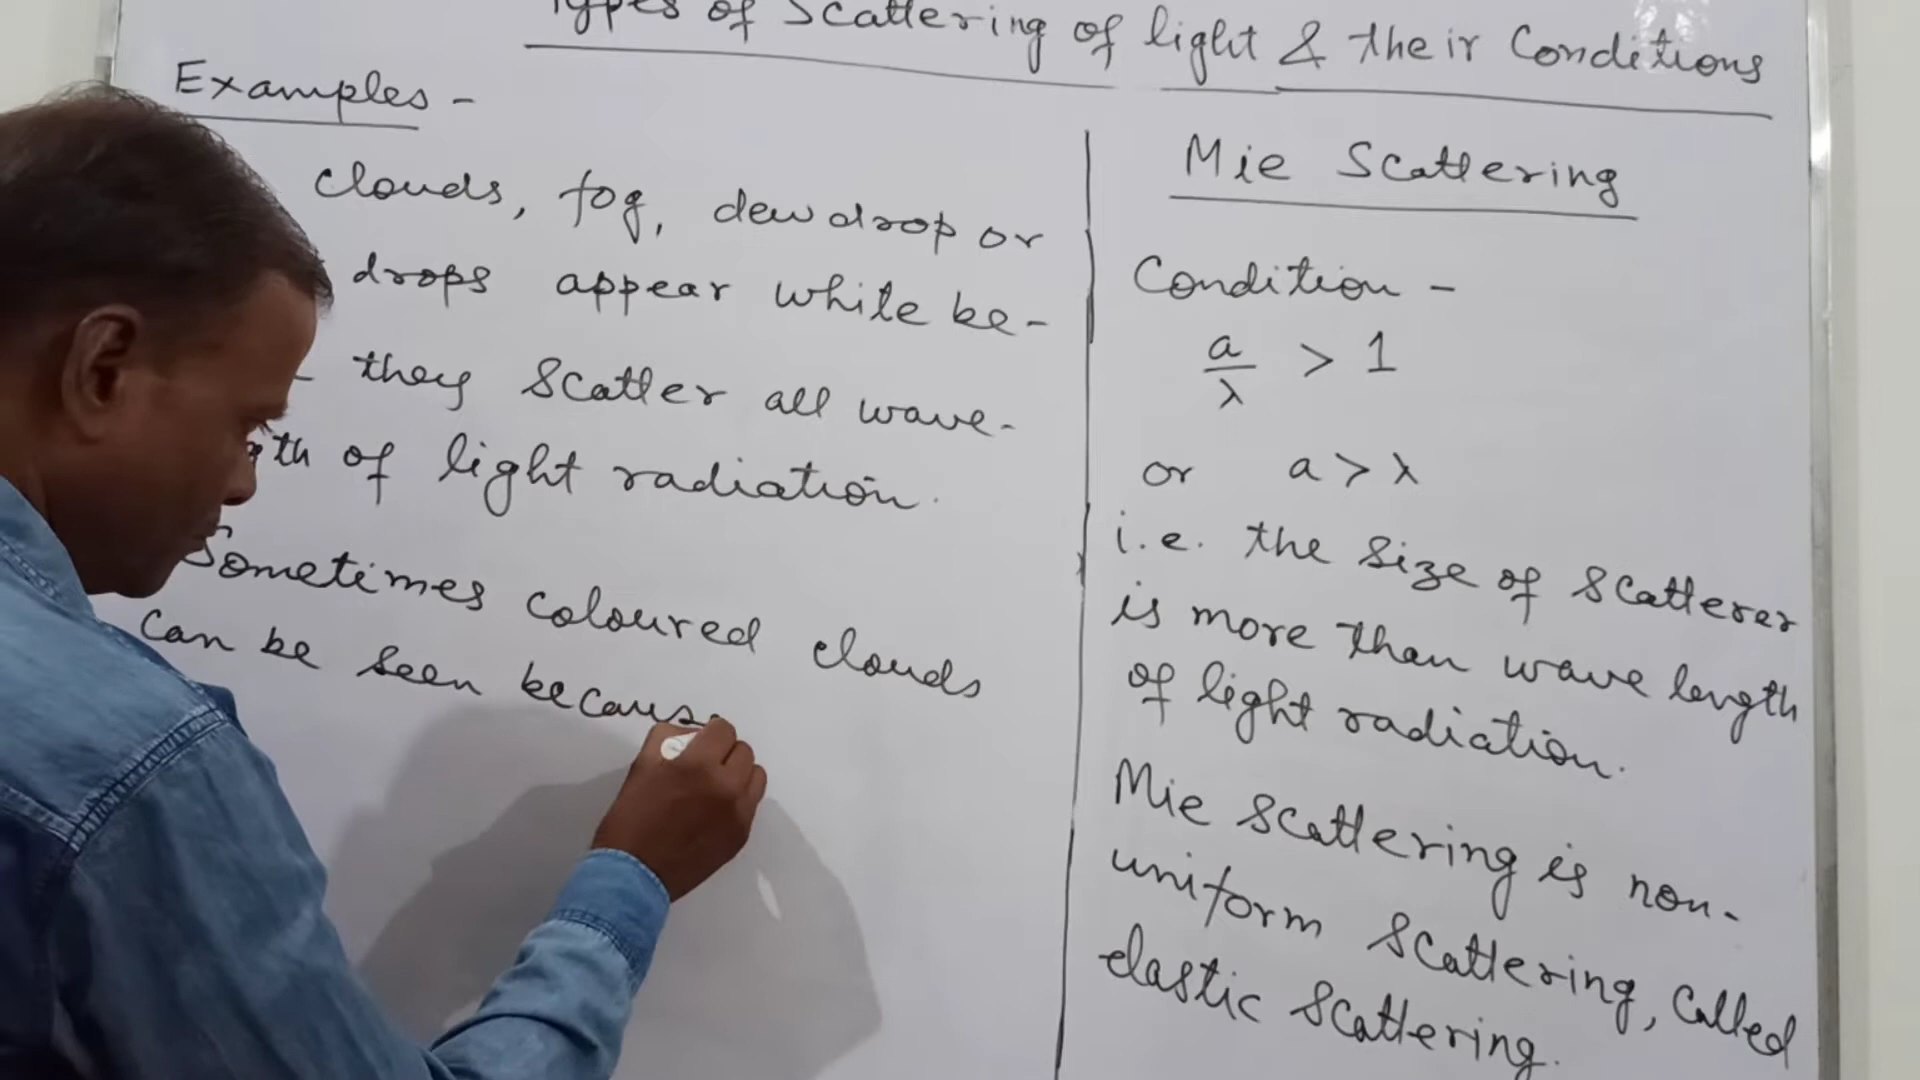 Types of Scattering of light & their Conditions
Examples -
clouds, fog, dewdrop or
drops appear while be-
they Scatter all wave-
th of light radiation.
Sometimes coloured clouds
can be seen becaus
Mie Scattering
Condition -
a/λ > 1
or a > λ
i.e. the Size of Scatterer
is more than wave length
of light radiation.
Mie Scattering is non-
uniform Scattering, Called
elastic Scattering.